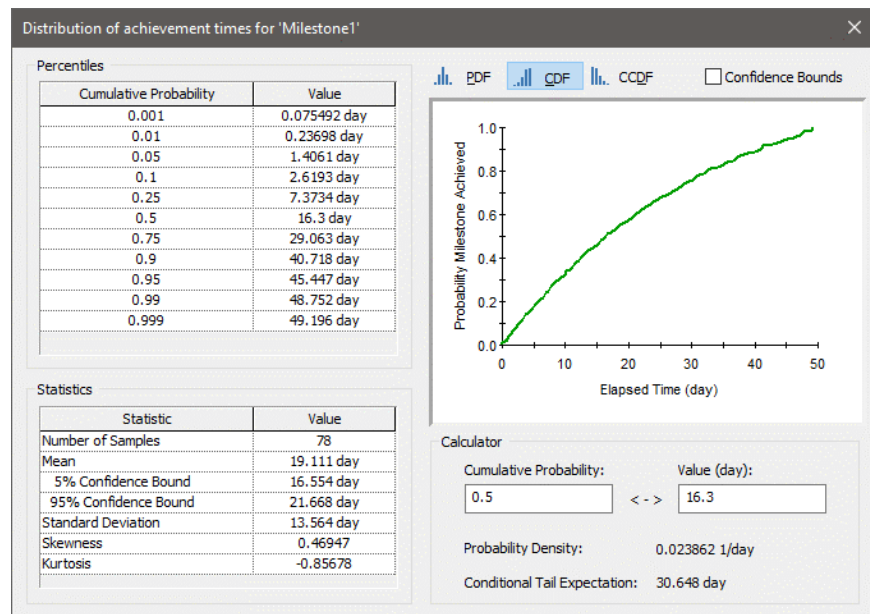 Distribution of achievement times for 'Milestone1'
Percentiles
Cumulative Probability Value
0.001 0.075492 day
0.01 0.23698 day
0.05 1.4061 day
0.1 2.6193 day
0.25 7.3734 day
0.5 16.3 day
0.75 29.063 day
0.9 40.718 day
0.95 45.447 day
0.99 48.752 day
0.999 49.196 day
Statistics
Statistic Value
Number of Samples 78
Mean 19.111 day
5% Confidence Bound 16.554 day
95% Confidence Bound 21.668 day
Standard Deviation 13.564 day
Skewness 0.46947
Kurtosis -0.85678
PDF CDF CCDF Confidence Bounds
Probability Milestone Achieved
1.0
0.8
0.6
0.4
0.2
0.0
0 10 20 30 40 50
Elapsed Time (day)
Calculator
Cumulative Probability: Value (day):
0.5 < - > 16.3
Probability Density: 0.023862 1/day
Conditional Tail Expectation: 30.648 day